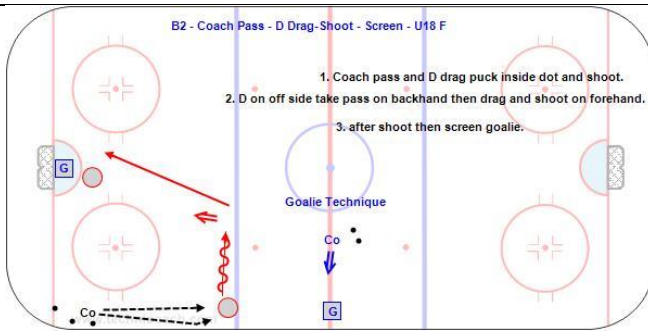 B2 - Coach Pass - D Drag-Shoot - Screen - U18 F
1. Coach pass and D drag puck inside dot and shoot.
2. D on off side take pass on backhand then drag and shoot on forehand.
3. after shoot then screen goalie.
G
Goalie Technique
Co
Co
G